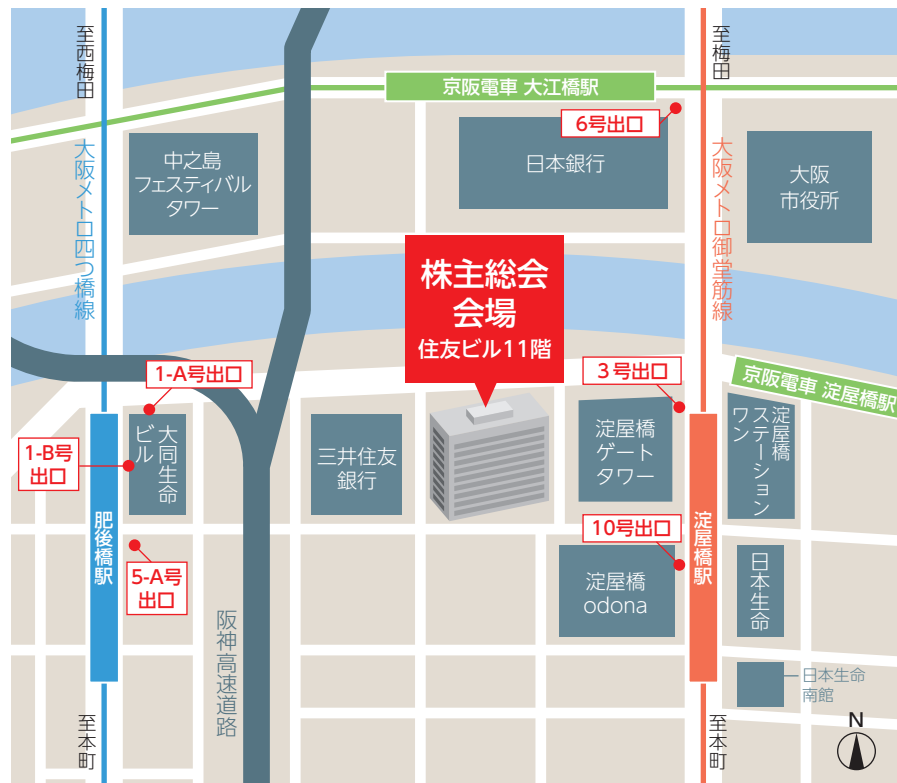 至西梅田
至梅田
京阪電車 大江橋駅
6号出口
大阪メトロ四つ橋線
中之島
フェスティバル
タワー
日本銀行
大阪メトロ御堂筋線
大阪
市役所
株主総会
会場
住友ビル11階
1-A号出口
3号出口
京阪電車 淀屋橋駅
1-B号
出口
大同生命
ビル
三井住友
銀行
淀屋橋
ゲート
タワー
淀屋橋
ステーション
ワン
肥後橋駅
5-A号
出口
10号出口
淀屋橋駅
淀屋橋
odona
日本生命
阪神高速道路
日本生命
南館
至本町
至本町
N